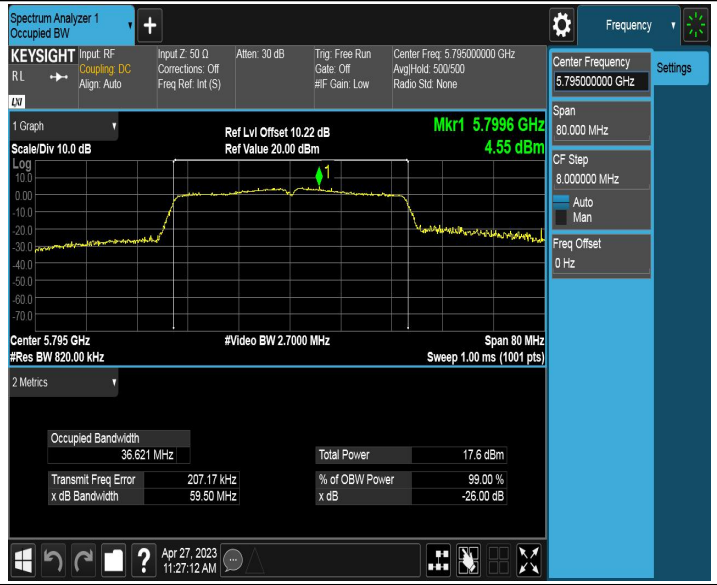 Spectrum Analyzer 1
Occupied BW
+
Frequency
KEYSIGHT
RL
LXI
Input: RF
Coupling: DC
Align: Auto
Input Z: 50 Ω
Corrections: Off
Freq Ref: Int (S)
Atten: 30 dB
Trig: Free Run
Gate: Off
#IF Gain: Low
Center Freq: 5.795000000 GHz
Avg|Hold: 500/500
Radio Std: None
Center Frequency
5.795000000 GHz
Settings
Span
80.000 MHz
CF Step
8.000000 MHz
Auto
Man
Freq Offset
0 Hz
1 Graph
Scale/Div 10.0 dB
Ref Lvl Offset 10.22 dB
Ref Value 20.00 dBm
Mkr1 5.7996 GHz
4.55 dBm
Log
10.0
0.00
-10.0
-20.0
-30.0
-40.0
-50.0
-60.0
-70.0
1
Center 5.795 GHz
#Res BW 820.00 kHz
#Video BW 2.7000 MHz
Span 80 MHz
Sweep 1.00 ms (1001 pts)
2 Metrics
Occupied Bandwidth
36.621 MHz
Total Power 17.6 dBm
Transmit Freq Error 207.17 kHz
% of OBW Power 99.00 %
x dB Bandwidth 59.50 MHz
x dB -26.00 dB
?
Apr 27, 2023
11:27:12 AM